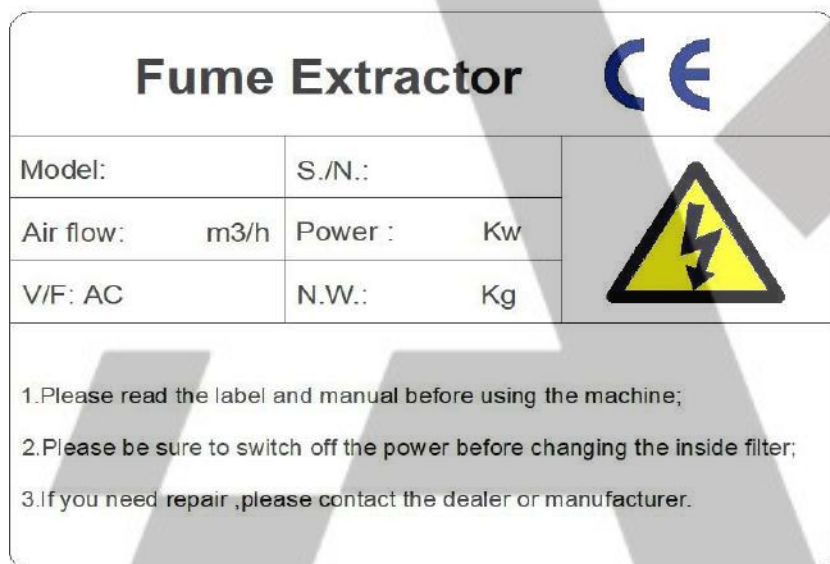 Fume Extractor CE
Model: S./N.:
Air flow: m3/h Power : Kw
V/F: AC N.W.: Kg
1.Please read the label and manual before using the machine;
2.Please be sure to switch off the power before changing the inside filter;
3.If you need repair ,please contact the dealer or manufacturer.